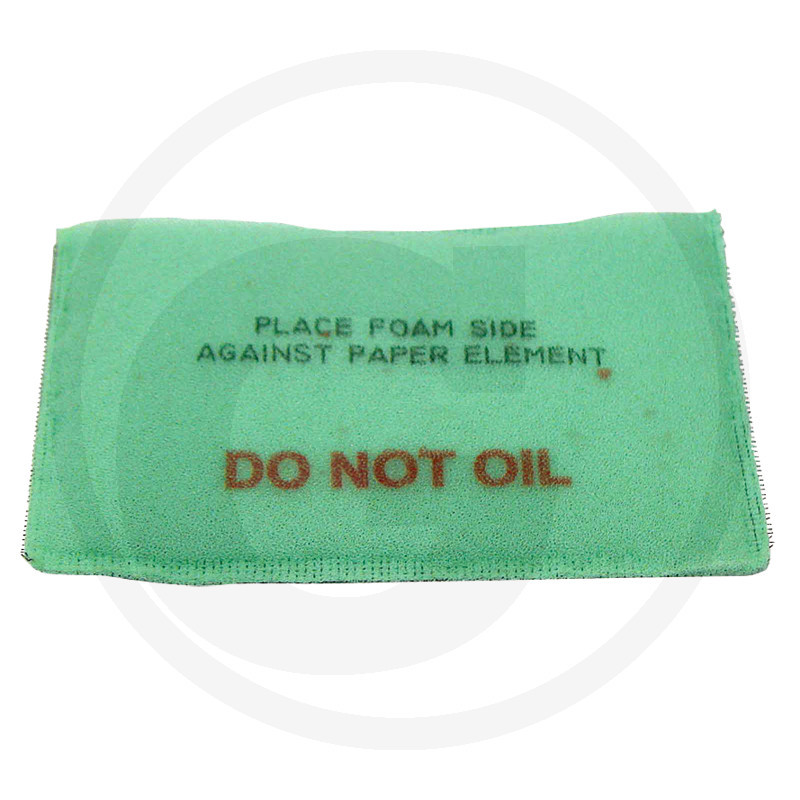 PLACE FOAM SIDE
AGAINST PAPER ELEMENT
DO NOT OIL